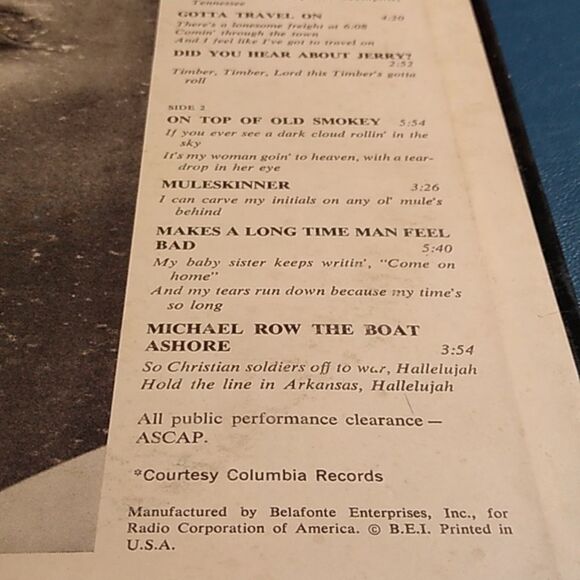 Tennessee
GOTTA TRAVEL ON 4:20
There's a lonesome freight at 6:08
Comin' through the town
And I feel like I've got to travel on
DID YOU HEAR ABOUT JERRY?
2:52
Timber, Timber, Lord this Timber's gotta
roll
SIDE 2
ON TOP OF OLD SMOKEY 5:54
If you ever see a dark cloud rollin' in the
sky
It's my woman goin' to heaven, with a tear-
drop in her eye
MULESKINNER 3:26
I can carve my initials on any ol' mule's
behind
MAKES A LONG TIME MAN FEEL
BAD 5:40
My baby sister keeps writin', "Come on
home"
And my tears run down because my time's
so long
MICHAEL ROW THE BOAT
ASHORE 3:54
So Christian soldiers off to war, Hallelujah
Hold the line in Arkansas, Hallelujah
All public performance clearance —
ASCAP.
*Courtesy Columbia Records
Manufactured by Belafonte Enterprises, Inc., for
Radio Corporation of America. © B.E.I. Printed in
U.S.A.